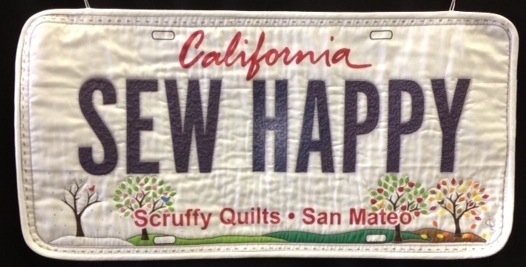 California
SEW HAPPY
Scruffy Quilts • San Mateo